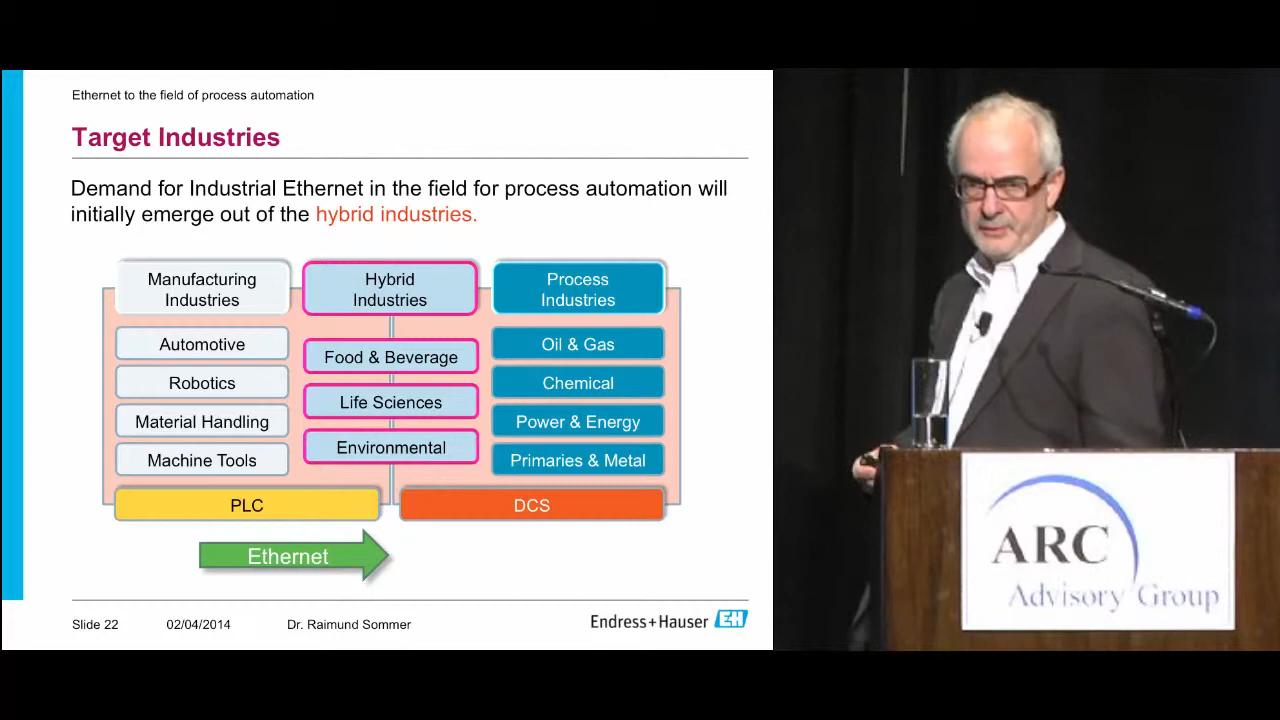 Ethernet to the field of process automation
Target Industries
Demand for Industrial Ethernet in the field for process automation will
initially emerge out of the hybrid industries.
Manufacturing
Industries
Hybrid
Industries
Process
Industries
Automotive
Robotics
Material Handling
Machine Tools
Food & Beverage
Life Sciences
Environmental
Oil & Gas
Chemical
Power & Energy
Primaries & Metal
PLC
DCS
Ethernet
Slide 22
02/04/2014
Dr. Raimund Sommer
Endress+Hauser
EH
ARC
Advisory Group